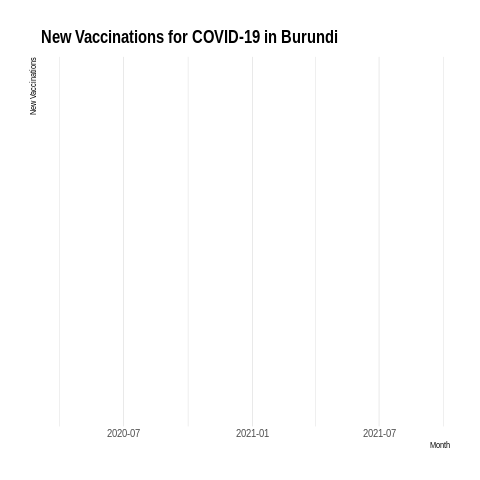 New Vaccinations for COVID-19 in Burundi
New Vaccinations
2020-07
2021-01
2021-07
Month